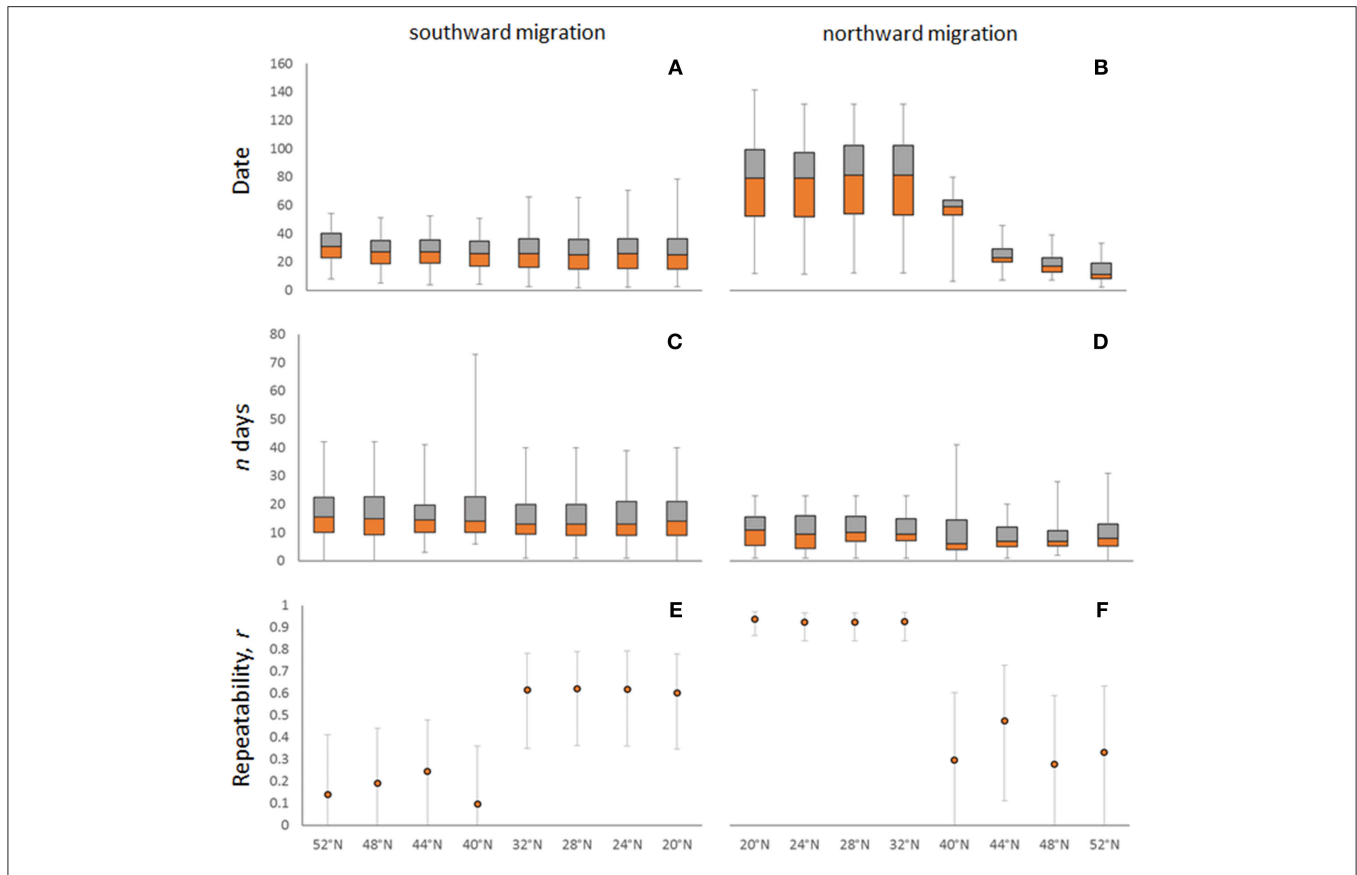 southward migration
northward migration
A
B
Date
160
140
120
100
80
60
40
20
0
C
D
n days
80
70
60
50
40
30
20
10
0
E
F
Repeatability, r
1
0.9
0.8
0.7
0.6
0.5
0.4
0.3
0.2
0.1
0
52°N 48°N 44°N 40°N 32°N 28°N 24°N 20°N
20°N 24°N 28°N 32°N 40°N 44°N 48°N 52°N